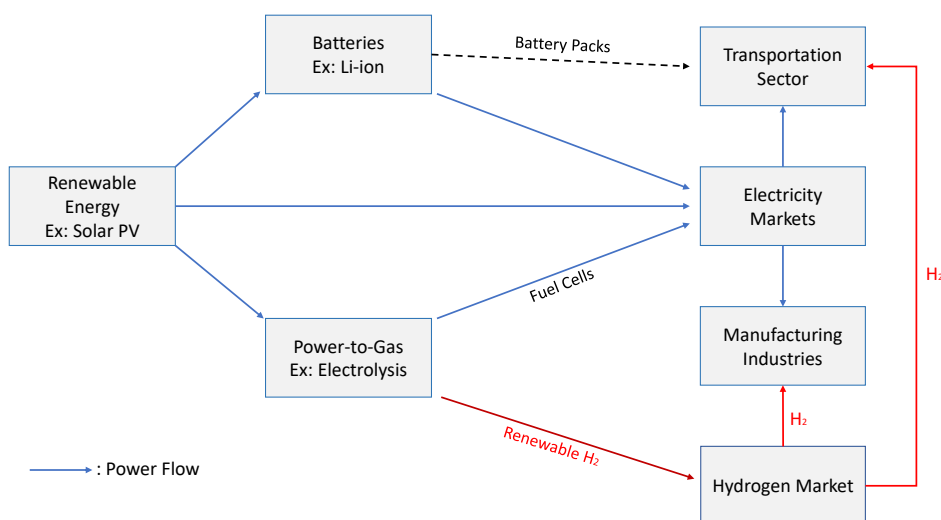 Batteries
Ex: Li-ion
Battery Packs
Transportation
Sector
Renewable
Energy
Ex: Solar PV
Electricity
Markets
H₂
Fuel Cells
Power-to-Gas
Ex: Electrolysis
Manufacturing
Industries
H₂
Renewable H₂
: Power Flow
Hydrogen Market